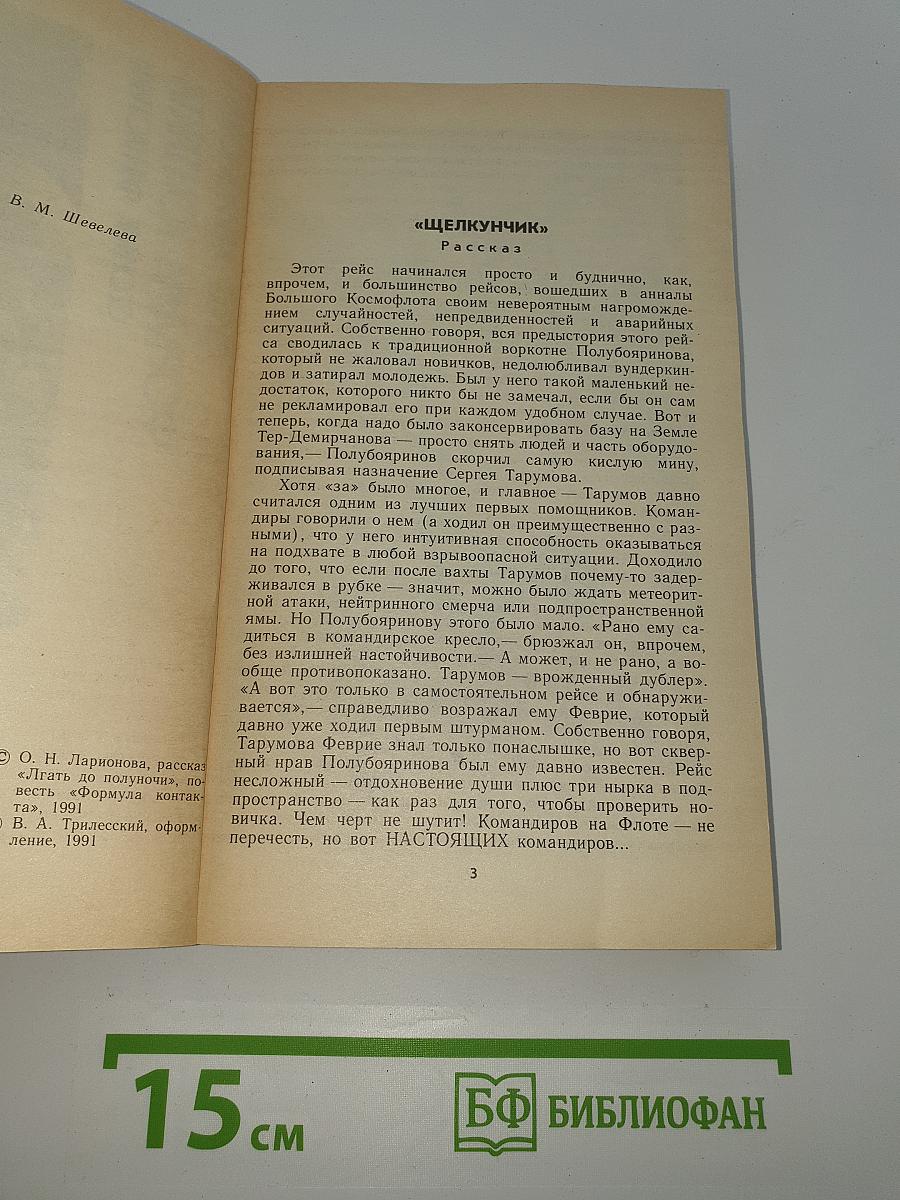 В. М. Шевелева
© О. Н. Ларионова, рассказ
«Лгать до полуночи», по-
весть «Формула контак-
та», 1991
В. А. Трилесский, оформ-
ление, 1991
«ЩЕЛКУНЧИК»
Рассказ
Этот рейс начинался просто и буднично, как,
впрочем, и большинство рейсов, вошедших в анналы
Большого Космофлота своим невероятным нагроможде-
нием случайностей, непредвиденностей и аварийных
ситуаций. Собственно говоря, вся предыстория этого рей-
са сводилась к традиционной воркотне Полубояринова,
который не жаловал новичков, недолюбливал вундеркин-
дов и затирал молодежь. Был у него такой маленький не-
достаток, которого никто бы не замечал, если бы он сам
не рекламировал его при каждом удобном случае. Вот и
теперь, когда надо было законсервировать базу на Земле
Тер-Демирчанова — просто снять людей и часть оборудо-
вания,— Полубояринов скорчил самую кислую мину,
подписывая назначение Сергея Тарумова.
Хотя «за» было многое, и главное — Тарумов давно
считался одним из лучших первых помощников. Коман-
диры говорили о нем (а ходил он преимущественно с раз-
ными), что у него интуитивная способность оказываться
на подхвате в любой взрывоопасной ситуации. Доходило
до того, что если после вахты Тарумов почему-то задер-
живался в рубке — значит, можно было ждать метеорит-
ной атаки, нейтринного смерча или подпространственной
ямы. Но Полубояринову этого было мало. «Рано ему са-
диться в командирское кресло,— брюзжал он, впрочем,
без излишней настойчивости.— А может, и не рано, а во-
обще противопоказано. Тарумов — врожденный дублер».
«А вот это только в самостоятельном рейсе и обнаружи-
вается»,— справедливо возражал ему Феврие, который
давно уже ходил первым штурманом. Собственно говоря,
Тарумова Феврие знал только понаслышке, но вот сквер-
ный нрав Полубояринова был ему давно известен. Рейс
несложный — отдохновение души плюс три нырка в под-
пространство — как раз для того, чтобы проверить но-
вичка. Чем черт не шутит! Командиров на Флоте — не
перечесть, но вот НАСТОЯЩИХ командиров...
3
15 см
БФ БИБЛИОФАН